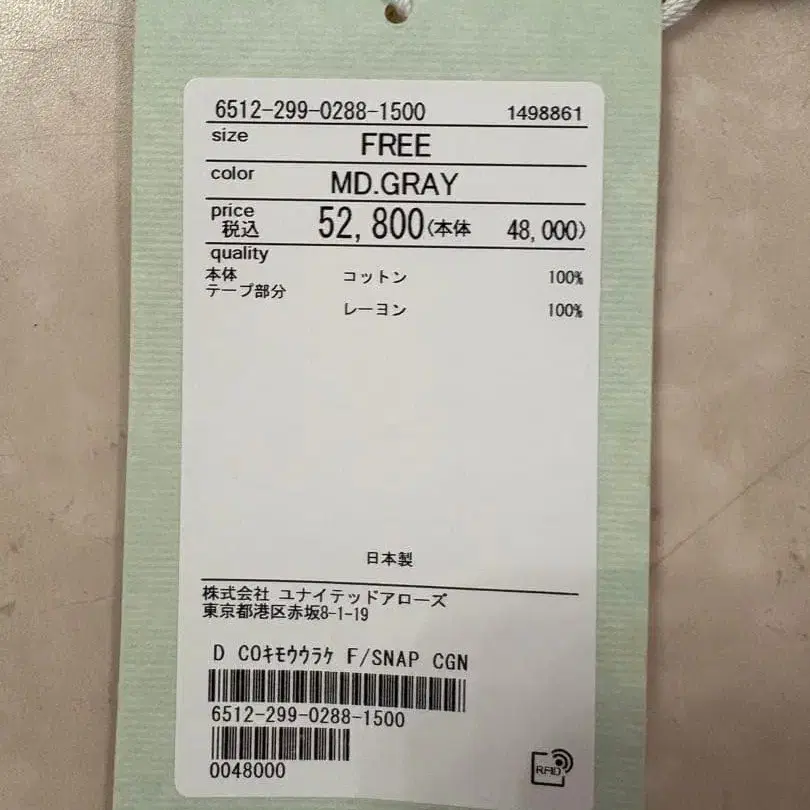 6512-299-0288-1500 1498861
size FREE
color MD.GRAY
price 税込 52,800(本体 48,000)
quality
本体 コットン 100%
テープ部分
レーヨン 100%
日本製
株式会社 ユナイテッドアローズ
東京都港区赤坂8-1-19
D COキモウウラケ F/SNAP CGN
6512-299-0288-1500
0048000
RFID